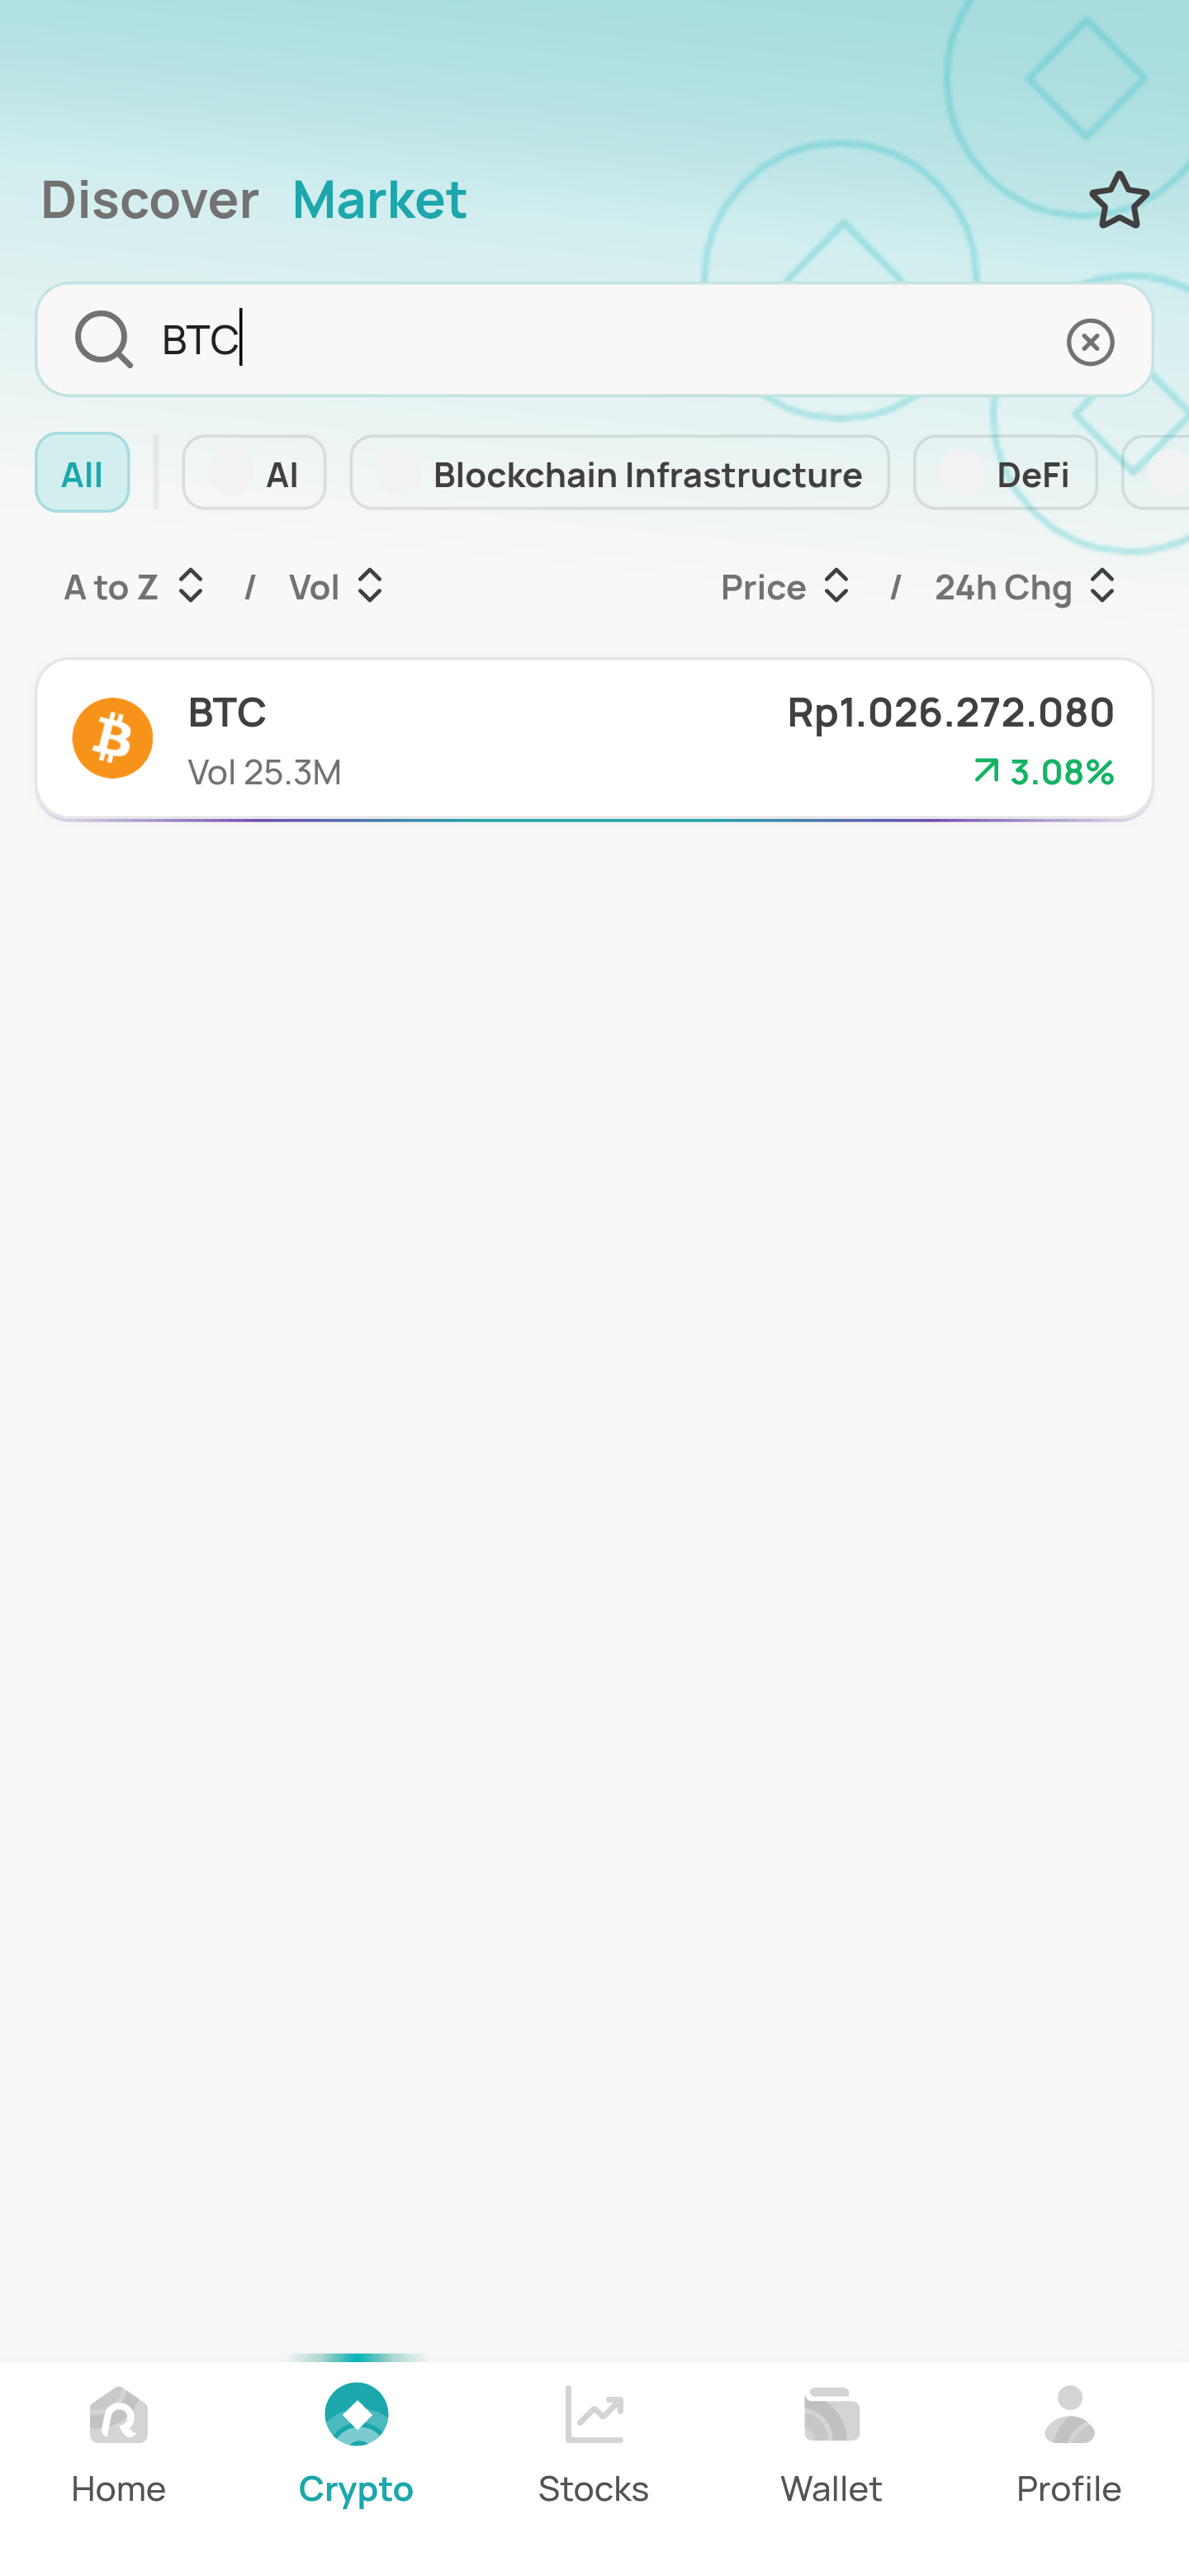 Discover Market
BTC
All AI Blockchain Infrastructure DeFi
A to Z / Vol Price / 24h Chg
BTC Rp1.026.272.080
Vol 25.3M 3.08%
Home Crypto Stocks Wallet Profile